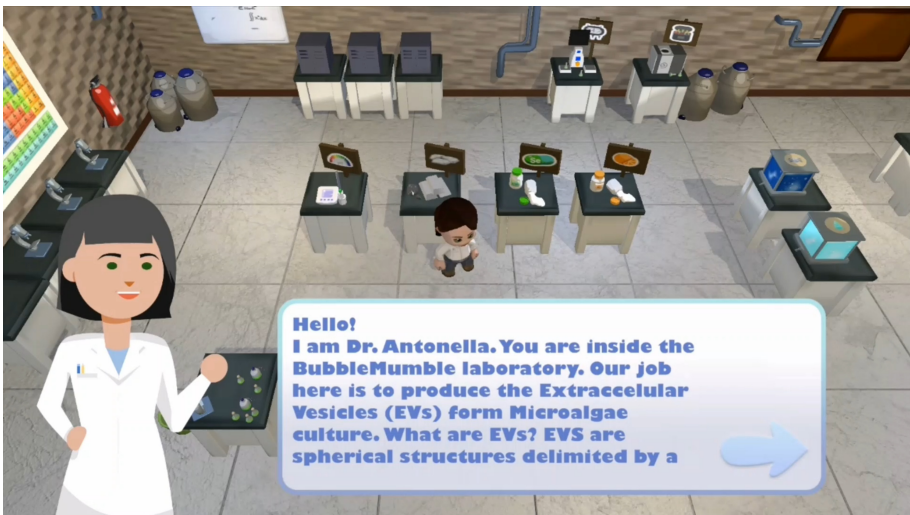 Hello!
I am Dr. Antonella. You are inside the
BubbleMumble laboratory. Our job
here is to produce the Extraccelular
Vesicles (EVs) form Microalgae
culture. What are EVs? EVS are
spherical structures delimited by a